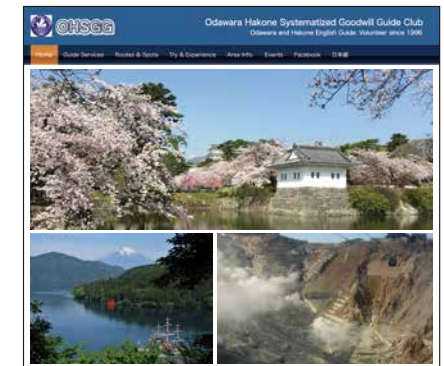 OHSGG
Odawara Hakone Systematized Goodwill Guide Club
Odawara and Hakone English Guide: Volunteer since 1996
Home Guide Services Routes & Spots Try & Experience Area Info Events Facebook 日本語